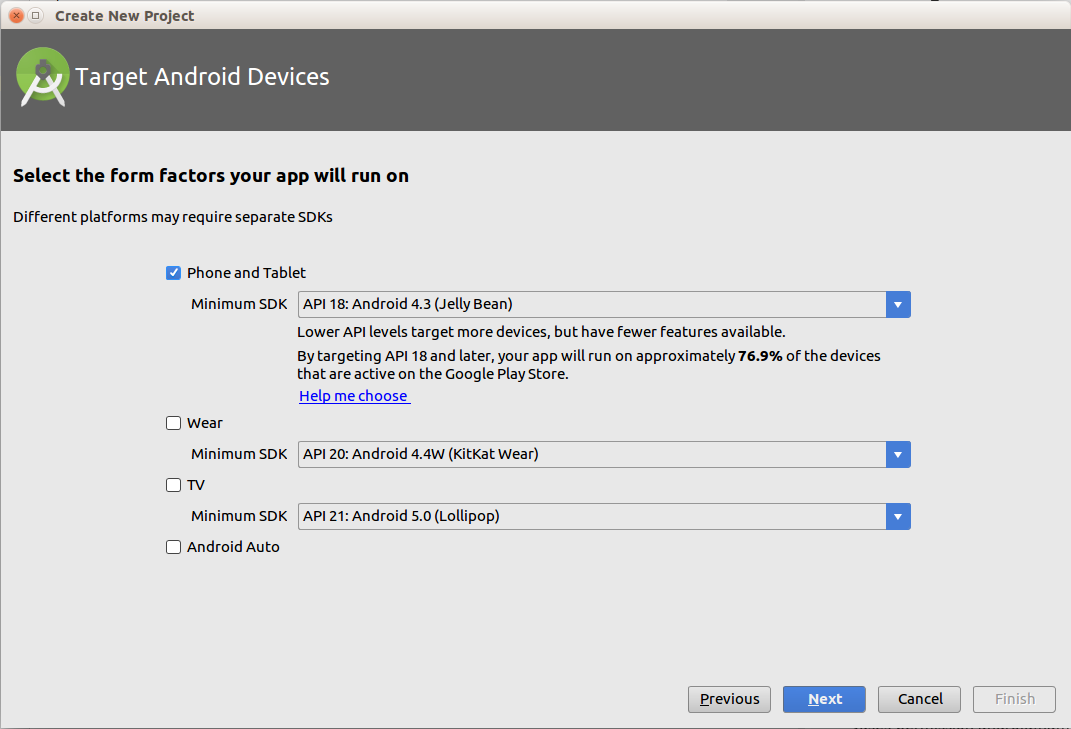 Create New Project
Target Android Devices
Select the form factors your app will run on
Different platforms may require separate SDKs
Phone and Tablet
Minimum SDK API 18: Android 4.3 (Jelly Bean)
Lower API levels target more devices, but have fewer features available.
By targeting API 18 and later, your app will run on approximately 76.9% of the devices
that are active on the Google Play Store.
Help me choose
Wear
Minimum SDK API 20: Android 4.4W (KitKat Wear)
TV
Minimum SDK API 21: Android 5.0 (Lollipop)
Android Auto
Previous Next Cancel Finish